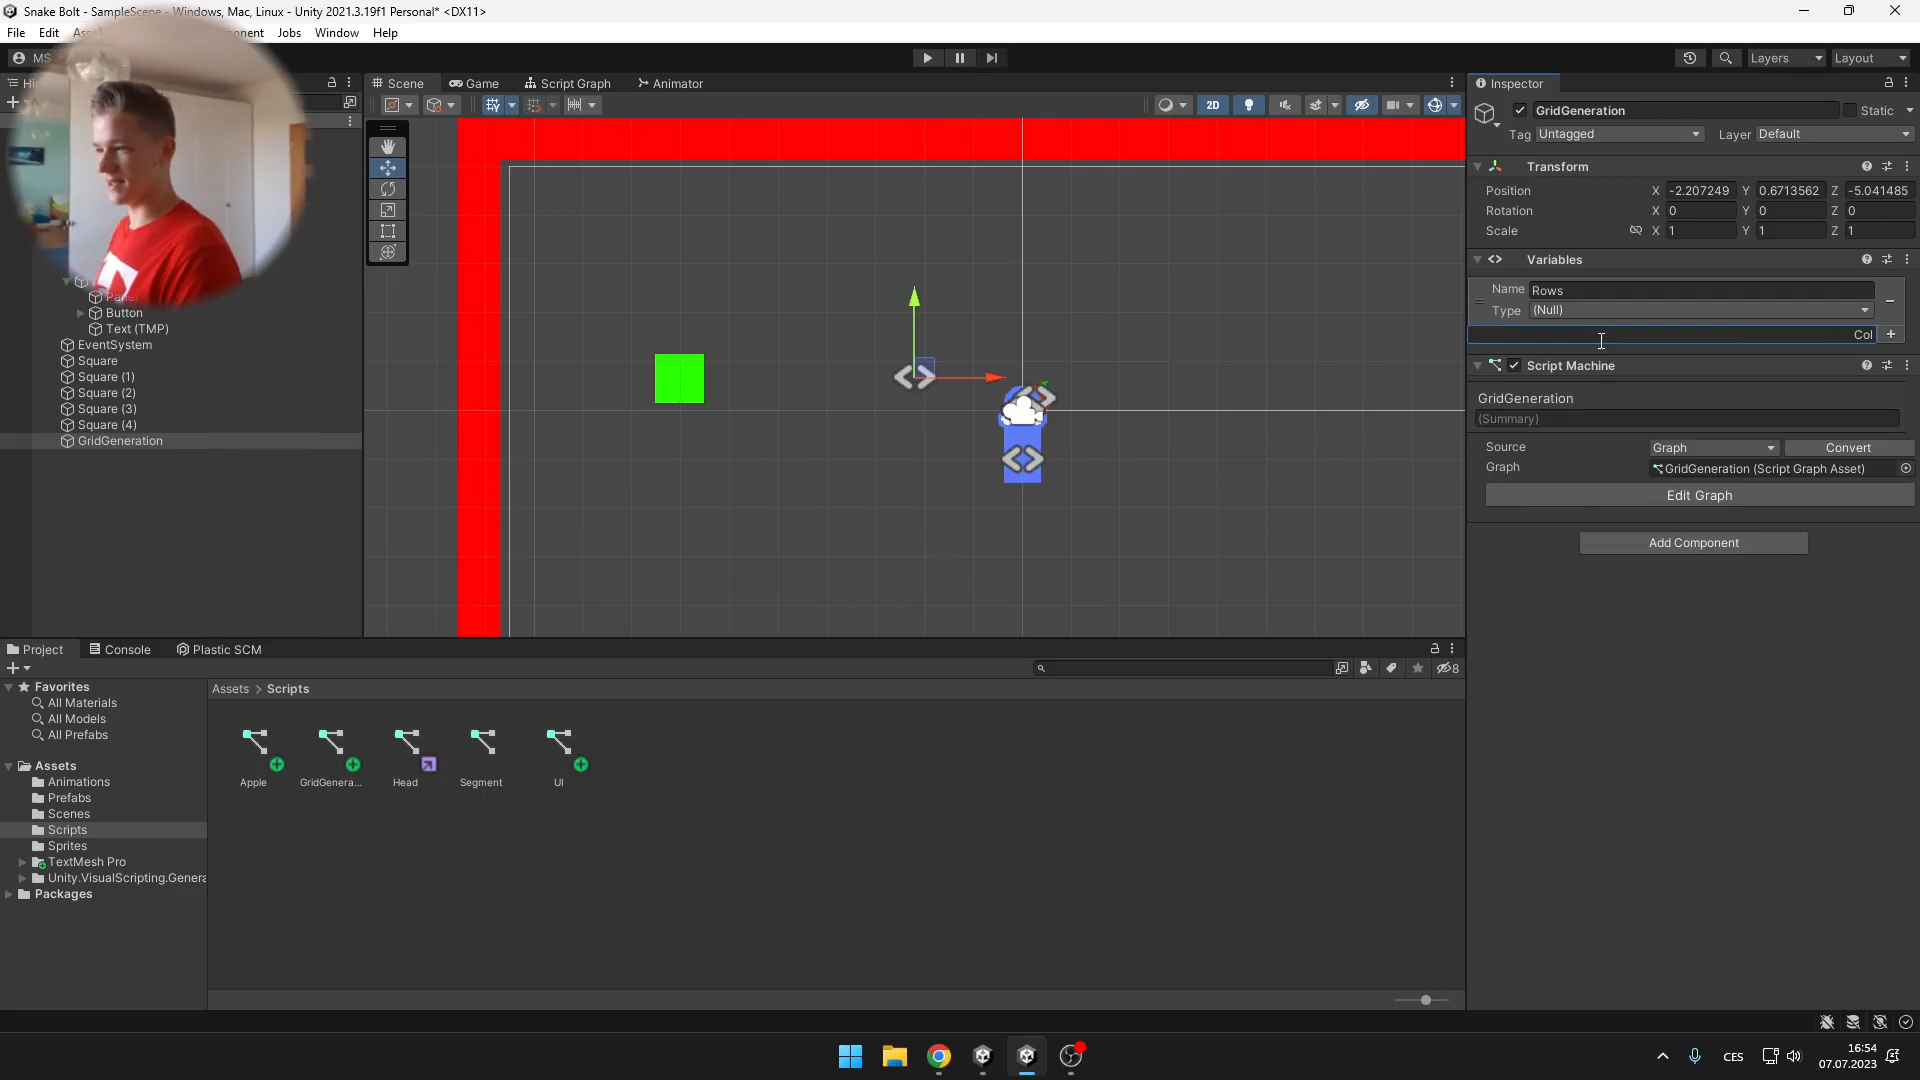 Snake Bolt - SampleScene - Windows, Mac, Linux - Unity 2021.3.19f1 Personal* <DX11>
File Edit Jobs Window Help
MS
Layers Layout
Scene Game Script Graph Animator
2D
Button
Text (TMP)
EventSystem
Square
Square (1)
Square (2)
Square (3)
Square (4)
GridGeneration
Inspector
GridGeneration Static
Tag Untagged Layer Default
Transform
Position X -2.207249 Y 0.6713562 Z -5.041485
Rotation X 0 Y 0 Z 0
Scale X 1 Y 1 Z 1
Variables
Name Rows
Type (Null)
Col
Script Machine
GridGeneration
(Summary)
Source Graph Convert
Graph GridGeneration (Script Graph Asset)
Edit Graph
Add Component
Project Console Plastic SCM
8
Favorites
All Materials
All Models
All Prefabs
Assets
Animations
Prefabs
Scenes
Scripts
Sprites
TextMesh Pro
Unity.VisualScripting.Genera
Packages
Assets > Scripts
Apple GridGenera... Head Segment UI
CES
16:54
07.07.2023